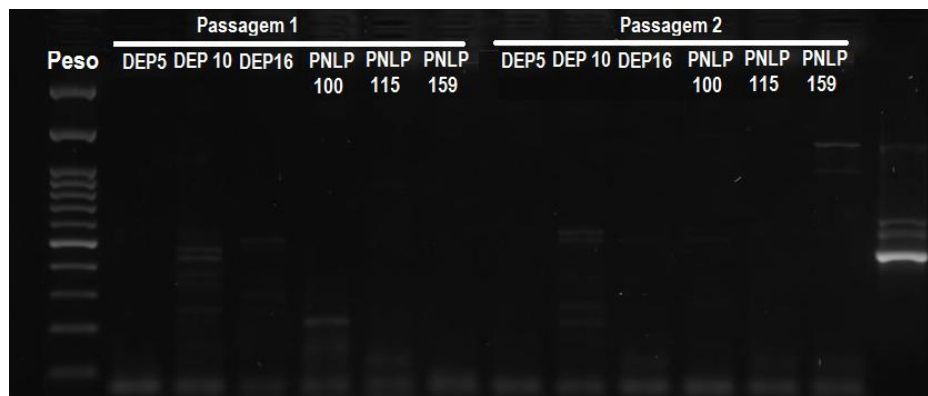 Passagem 1
Passagem 2
Peso DEP5 DEP 10 DEP16 PNLP 100 PNLP 115 PNLP 159
DEP5 DEP 10 DEP16 PNLP 100 PNLP 115 PNLP 159